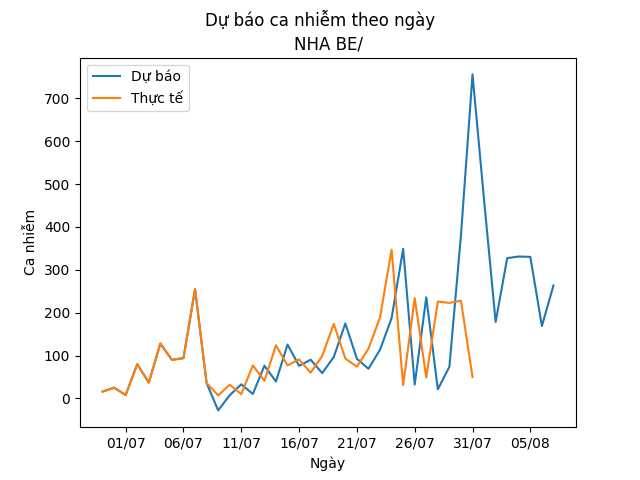 Dự báo ca nhiễm theo ngày
NHA BE/
Dự báo
Thực tế
Ca nhiễm
700
600
500
400
300
200
100
0
01/07 06/07 11/07 16/07 21/07 26/07 31/07 05/08
Ngày